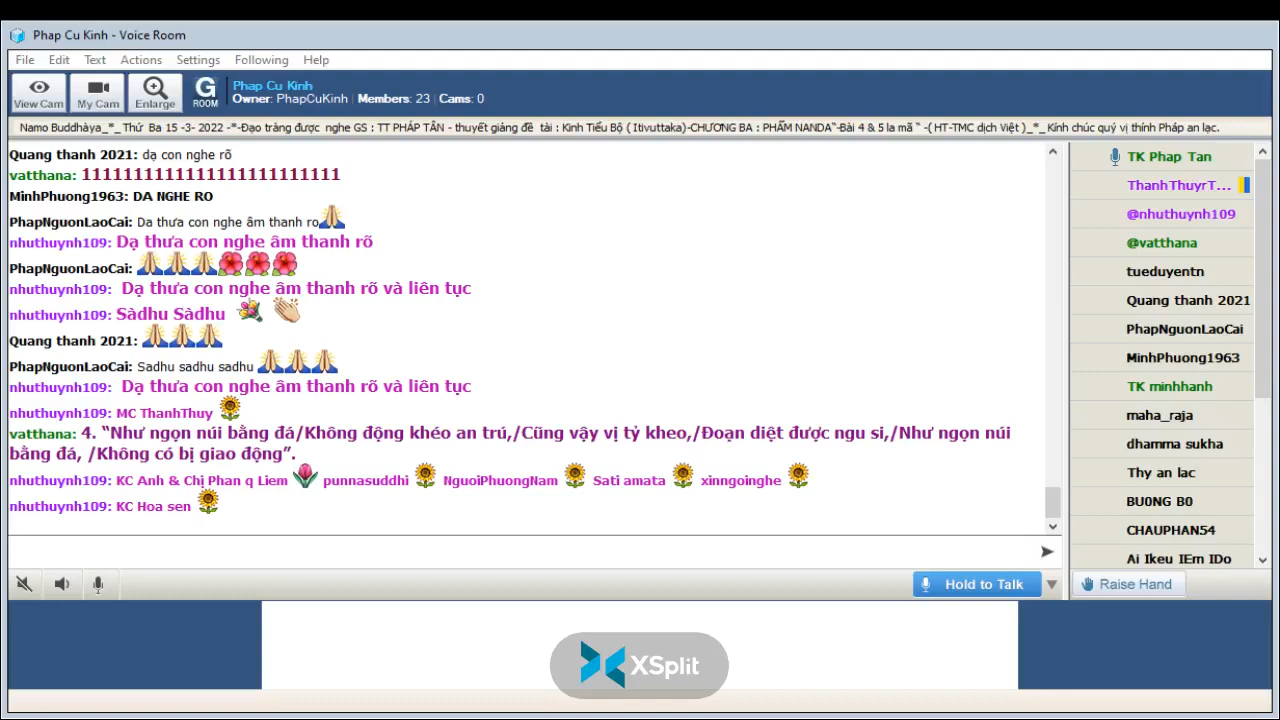 Phap Cu Kinh - Voice Room
File Edit Text Actions Settings Following Help
View Cam My Cam Enlarge G ROOM
Phap Cu Kinh
Owner: PhapCuKinh Members: 23 Cams: 0
Namo Buddhàya_*_Thứ Ba 15 -3- 2022 -*-Đạo tràng được nghe GS : TT PHÁP TÂN - thuyết giảng đề tài : Kinh Tiểu Bộ ( Itivuttaka)-CHƯƠNG BA : PHẨM NANDA"-Bài 4 & 5 la mã " -( HT-TMC dịch Việt )_*_ Kính chúc quý vị thính Pháp an lạc.
Quang thanh 2021: dạ con nghe rõ
vatthana: 11111111111111111111111111
MinhPhuong1963: DA NGHE RO
PhapNguonLaoCai: Dạ thưa con nghe âm thanh ro
nhuthuynh109: Dạ thưa con nghe âm thanh rõ
PhapNguonLaoCai:
nhuthuynh109: Dạ thưa con nghe âm thanh rõ và liên tục
nhuthuynh109: Sàdhu Sàdhu
Quang thanh 2021:
PhapNguonLaoCai: Sadhu sadhu sadhu
nhuthuynh109: Dạ thưa con nghe âm thanh rõ và liên tục
nhuthuynh109: MC ThanhThuy
vatthana: 4. “Như ngọn núi bằng đá/Không động khéo an trú,/Cũng vậy vị tỷ kheo,/Đoạn diệt được ngu si,/Như ngọn núi
bằng đá, /Không có bị giao động”.
nhuthuynh109: KC Anh & Chị Phan q Liem punnasuddhi NguoiPhuongNam Sati amata xinngoinghe
nhuthuynh109: KC Hoa sen
TK Phap Tan
ThanhThuyrT...
@nhuthuynh109
@vatthana
tueduyentn
Quang thanh 2021
PhapNguonLaoCai
MinhPhuong1963
TK minhhanh
maha_raja
dhamma sukha
Thy an lac
BU0NG B0
CHAUPHAN54
Ai Ikeu IEm IDo
Hold to Talk
Raise Hand
XSplit